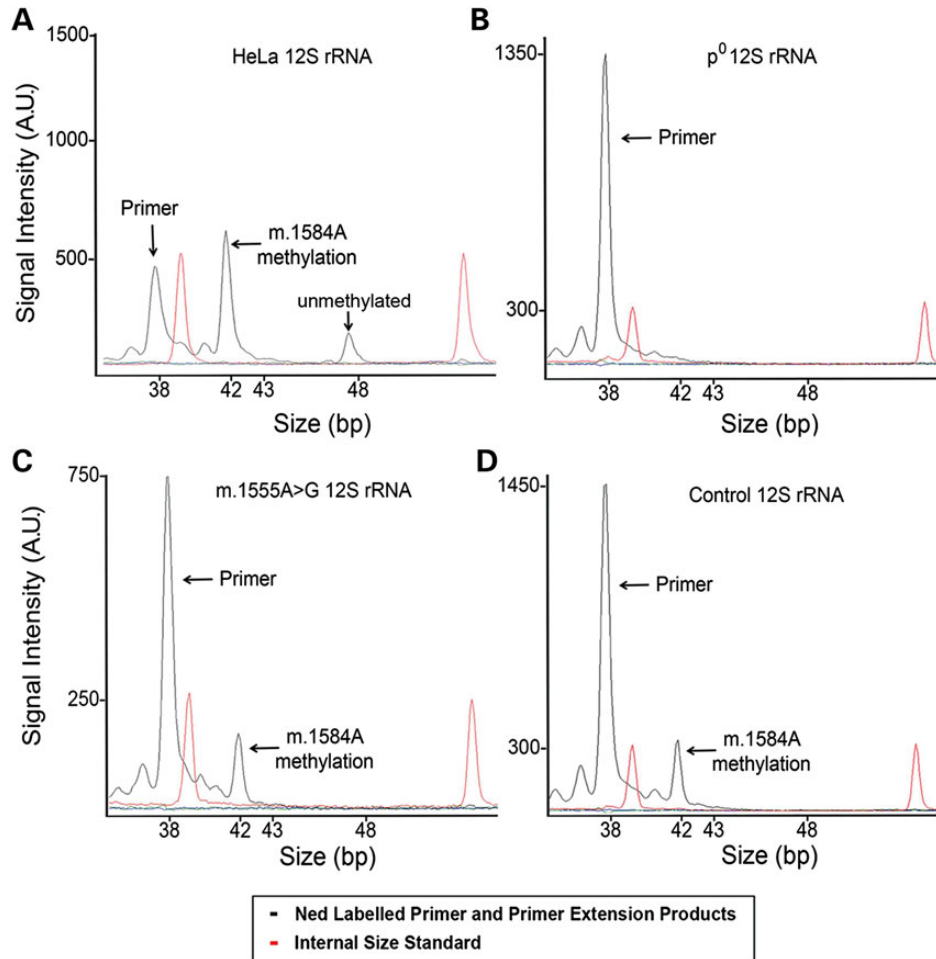 A
HeLa 12S rRNA
Signal Intensity (A.U.)
1500
1000
500
Primer
m.1584A
methylation
unmethylated
38 42 43 48
Size (bp)
B
p⁰ 12S rRNA
1350
300
Primer
38 42 43 48
Size (bp)
C
m.1555A>G 12S rRNA
Signal Intensity (A.U.)
750
250
Primer
m.1584A
methylation
38 42 43 48
Size (bp)
D
Control 12S rRNA
1450
300
Primer
m.1584A
methylation
38 42 43 48
Size (bp)
Ned Labelled Primer and Primer Extension Products
Internal Size Standard